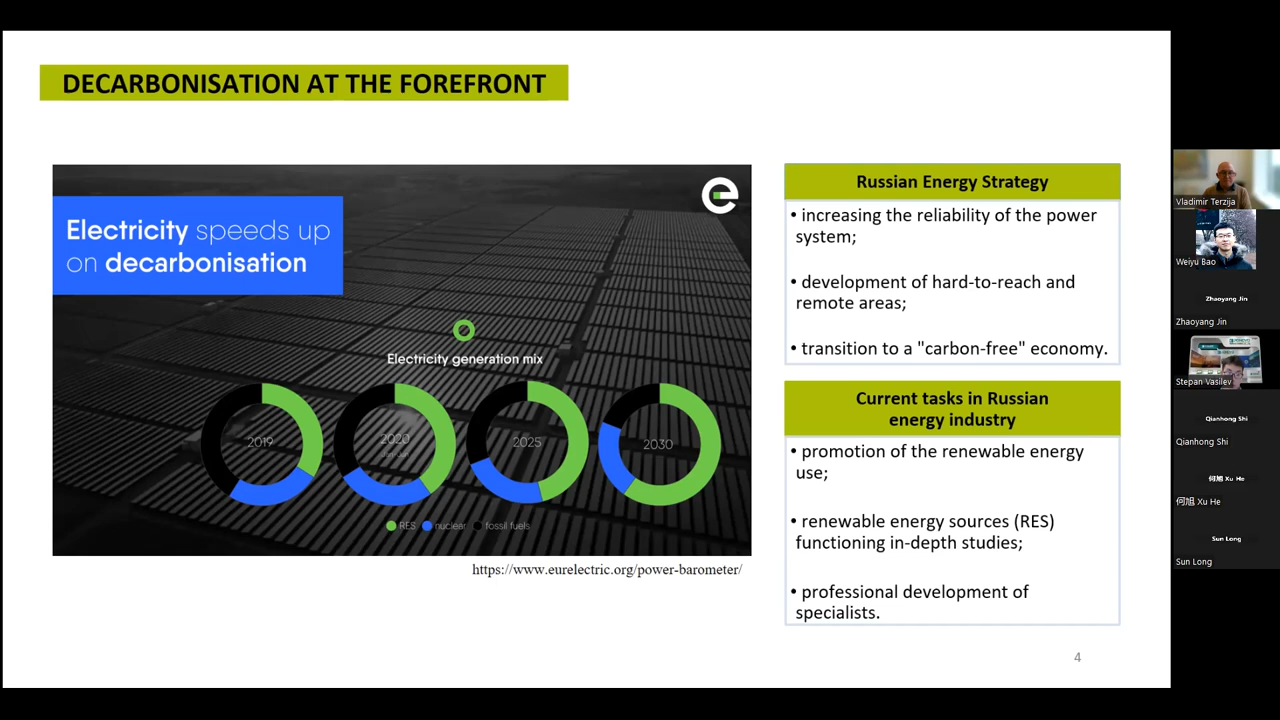 DECARBONISATION AT THE FOREFRONT
Electricity speeds up
on decarbonisation
e
Electricity generation mix
2019
2020
2025
2030
RES
nuclear
fossil fuels
https://www.eurelectric.org/power-barometer/
Russian Energy Strategy
• increasing the reliability of the power
system;
• development of hard-to-reach and
remote areas;
• transition to a "carbon-free" economy.
Current tasks in Russian
energy industry
• promotion of the renewable energy
use;
• renewable energy sources (RES)
functioning in-depth studies;
• professional development of
specialists.
4
Vladimir Terzija
Weiyu Bao
Zhaoyang Jin
Zhaoyang Jin
Stepan Vasilev
Qianhong Shi
Qianhong Shi
何旭 Xu He
何旭 Xu He
Sun Long
Sun Long